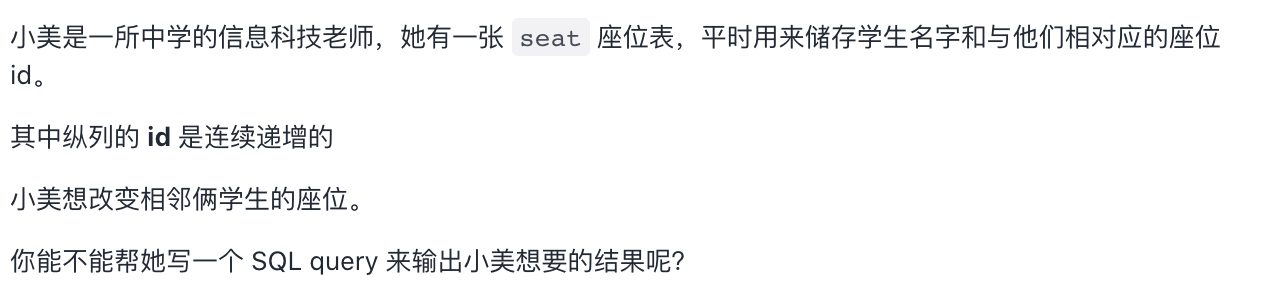 小美是一所中学的信息科技老师，她有一张 seat 座位表，平时用来储存学生名字和与他们相对应的座位
id。
其中纵列的 id 是连续递增的
小美想改变相邻俩学生的座位。
你能不能帮她写一个 SQL query 来输出小美想要的结果呢？